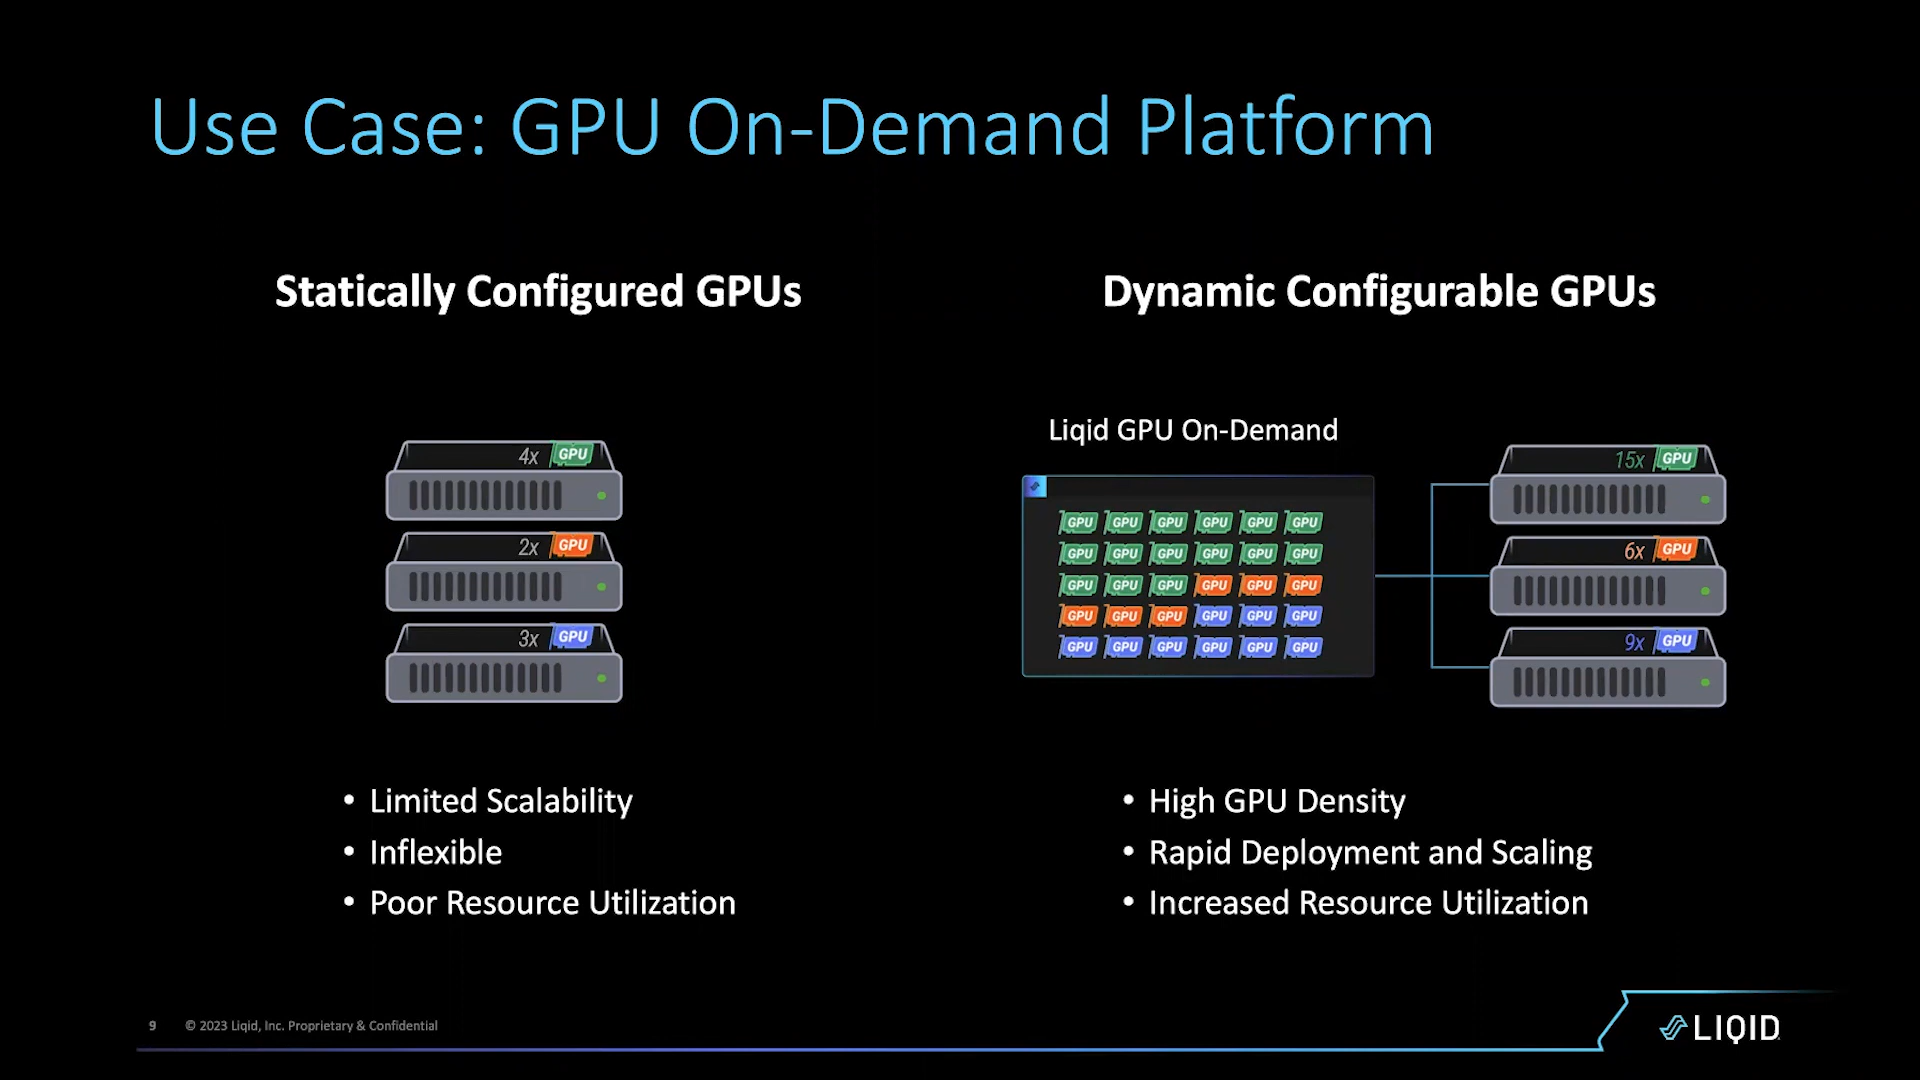 Use Case: GPU On-Demand Platform
Statically Configured GPUs
4x GPU
2x GPU
3x GPU
• Limited Scalability
• Inflexible
• Poor Resource Utilization
Dynamic Configurable GPUs
Liqid GPU On-Demand
GPU GPU GPU GPU GPU GPU
GPU GPU GPU GPU GPU GPU
GPU GPU GPU GPU GPU GPU
GPU GPU GPU GPU GPU GPU
GPU GPU GPU GPU GPU GPU
15x GPU
6x GPU
9x GPU
• High GPU Density
• Rapid Deployment and Scaling
• Increased Resource Utilization
9 © 2023 Liqid, Inc. Proprietary & Confidential
LIQID